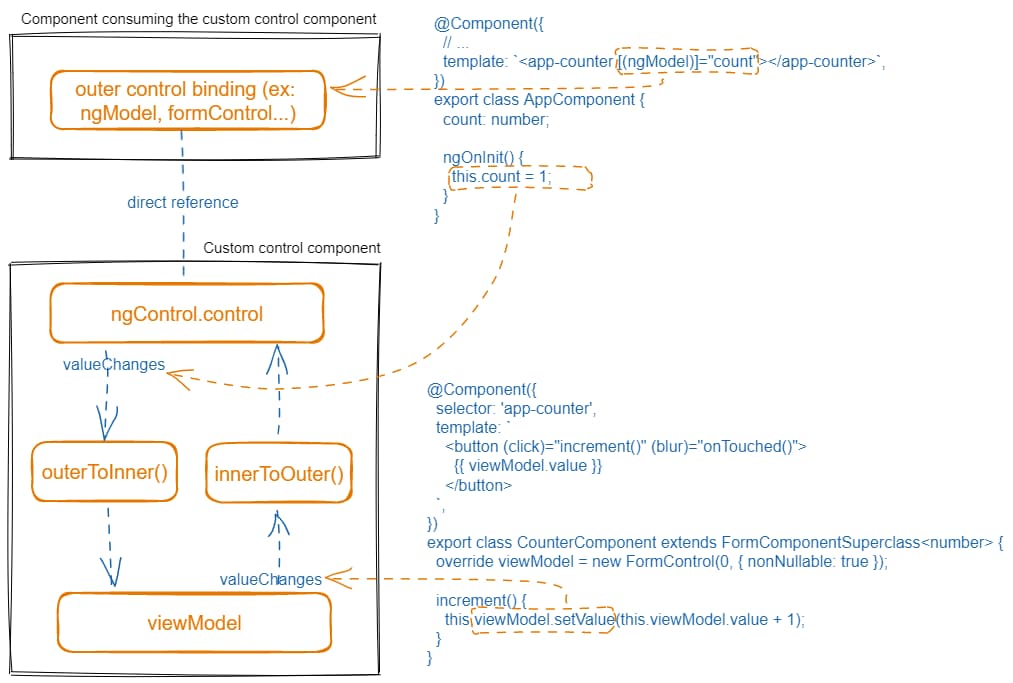 Component consuming the custom control component
outer control binding (ex:
ngModel, formControl...)
direct reference
Custom control component
ngControl.control
valueChanges
outerToInner()
innerToOuter()
valueChanges
viewModel
@Component({
// ...
template: `<app-counter [(ngModel)]="count"></app-counter>`,
})
export class AppComponent {
count: number;
ngOnInit() {
this.count = 1;
}
}
@Component({
selector: 'app-counter',
template: `
<button (click)="increment()" (blur)="onTouched()">
{{ viewModel.value }}
</button>
`,
})
export class CounterComponent extends FormComponentSuperclass<number> {
override viewModel = new FormControl(0, { nonNullable: true });
increment() {
this.viewModel.setValue(this.viewModel.value + 1);
}
}